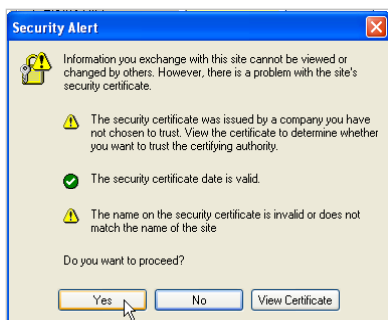 Security Alert
Information you exchange with this site cannot be viewed or
changed by others. However, there is a problem with the site's
security certificate.
The security certificate was issued by a company you have
not chosen to trust. View the certificate to determine whether
you want to trust the certifying authority.
The security certificate date is valid.
The name on the security certificate is invalid or does not
match the name of the site
Do you want to proceed?
Yes No View Certificate